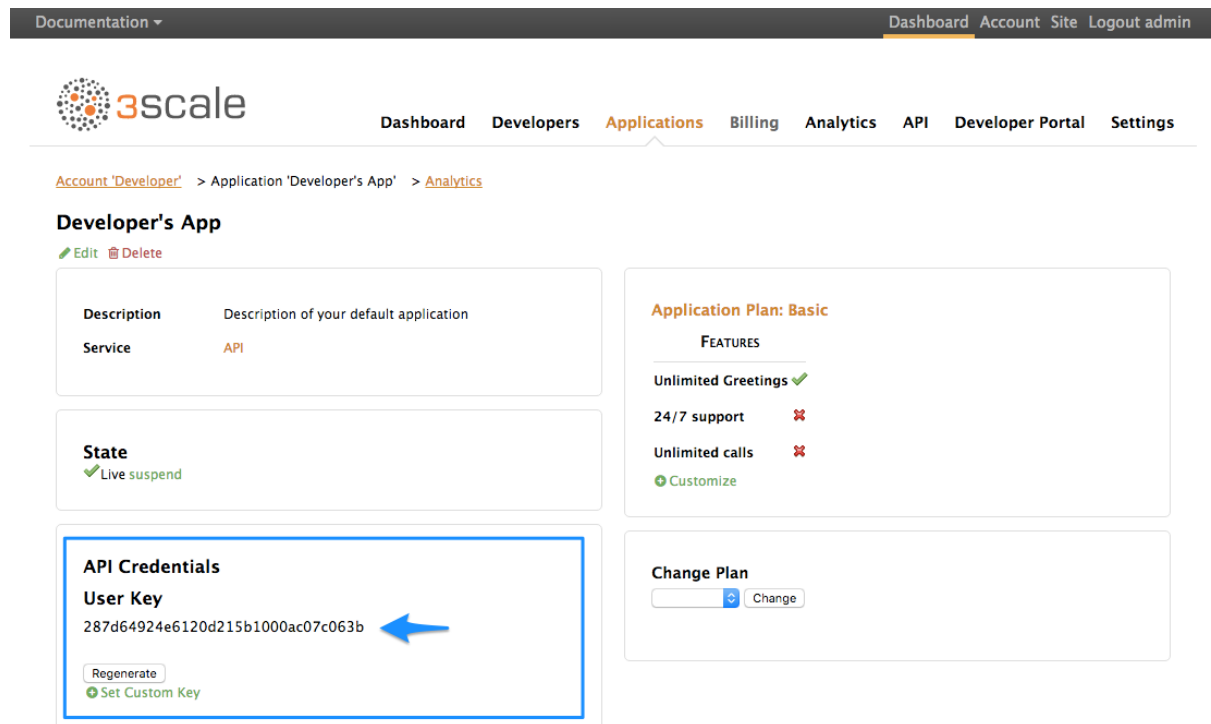 Documentation
Dashboard Account Site Logout admin
3scale
Dashboard Developers Applications Billing Analytics API Developer Portal Settings
Account 'Developer' > Application 'Developer's App' > Analytics
Developer's App
Edit Delete
Description Description of your default application
Service API
State
Live suspend
API Credentials
User Key
287d64924e6120d215b1000ac07c063b
Regenerate
Set Custom Key
Application Plan: Basic
FEATURES
Unlimited Greetings
24/7 support
Unlimited calls
Customize
Change Plan
Change